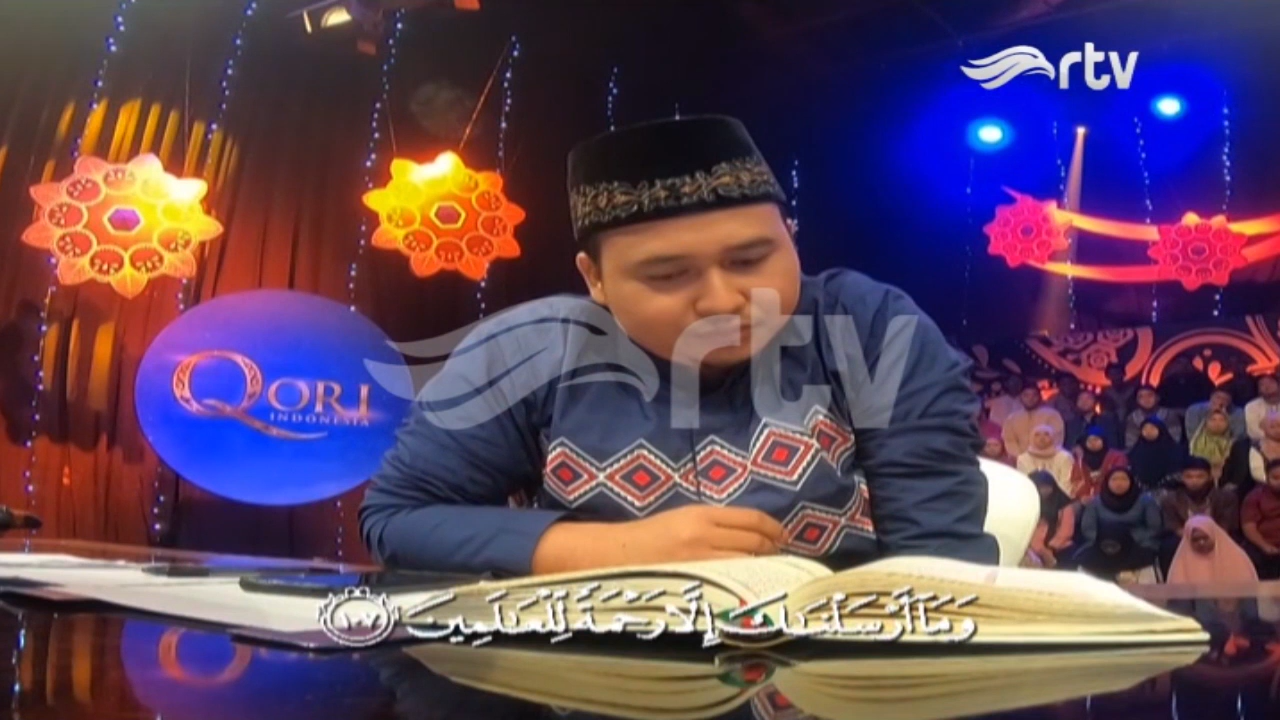 rtv
QORI
INDONESIA
rtv
وَمَآ أَرْسَلْنَـٰكَ إِلَّا رَحْمَةً لِّلْعَـٰلَمِينَ ١٠٧